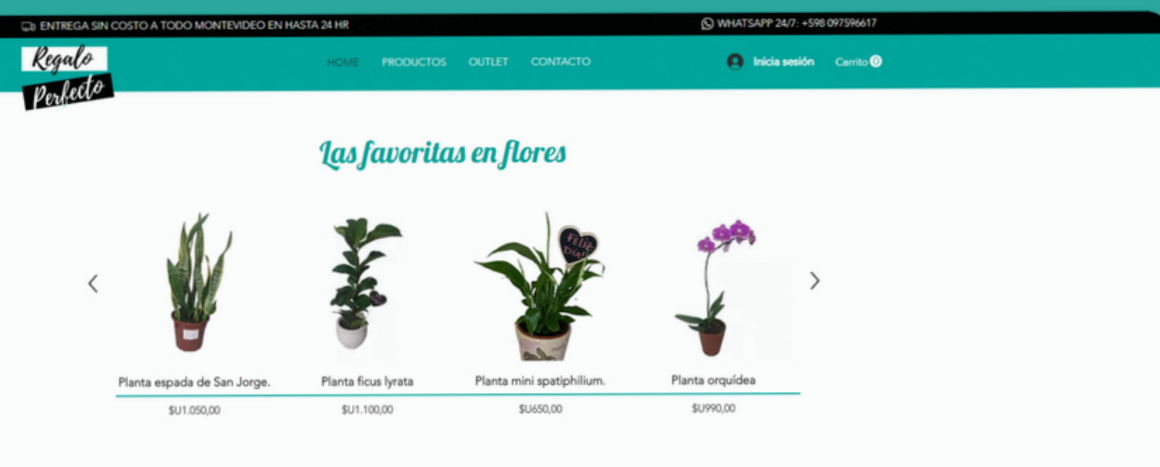 ENTREGA SIN COSTO A TODO MONTEVIDEO EN HASTA 24 HR
WHATSAPP 24/7: +598 097596617
Regalo
Perfecto
HOME PRODUCTOS OUTLET CONTACTO
Inicia sesión
Carrito 0
Las favoritas en flores
FELIZ
DÍA!
Planta espada de San Jorge.
Planta ficus lyrata
Planta mini spatiphilium.
Planta orquídea
$U1.050,00
$U1.100,00
$U650,00
$U990,00